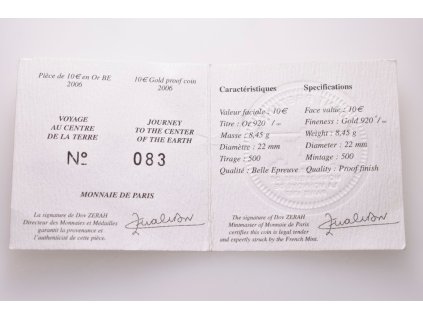 Pièce de 10 € en Or BE
2006
10 € Gold proof coin
2006
VOYAGE
AU CENTRE
DE LA TERRE
JOURNEY
TO THE CENTER
OF THE EARTH
No 083
MONNAIE DE PARIS
La signature de Dov ZERAH
Directeur des Monnaies et Médailles
garantit la provenance et
l'authenticité de cette pièce.
Caractéristiques
Valeur faciale : 10 €
Titre : Or 920 °/oo
Masse : 8,45 g
Diamètre : 22 mm
Tirage : 500
Qualité : Belle Epreuve
Specifications
Face value : 10 €
Fineness : Gold 920 °/oo
Weight : 8,45 g
Diameter : 22 mm
Mintage : 500
Quality : Proof finish
The signature of Dov ZERAH
Mintmaster of Monnaie de Paris
certifies this coin is legal tender
and expertly struck by the French Mint.